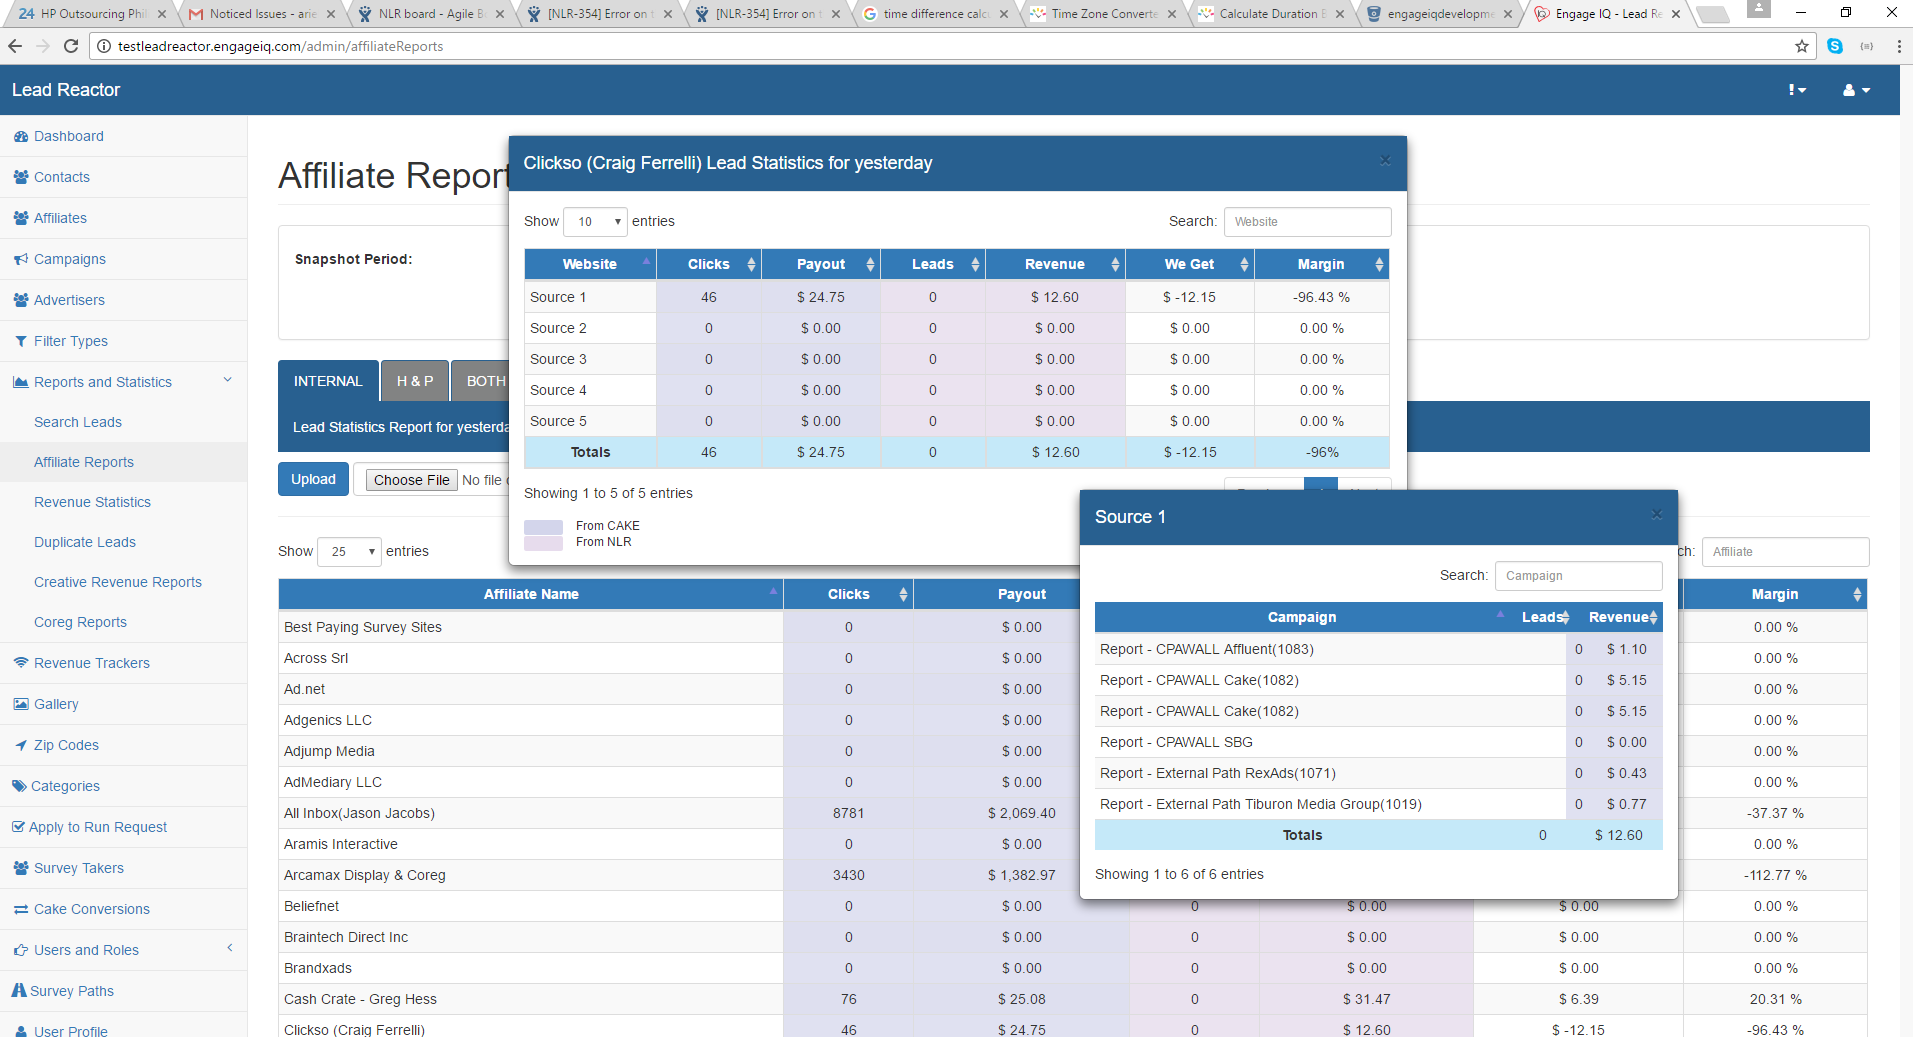 24 HP Outsourcing Phil
Noticed Issues - arie
NLR board - Agile Bo
[NLR-354] Error on t
[NLR-354] Error on t
time difference calcu
Time Zone Converte
Calculate Duration B
engageiqdevelopme
Engage IQ - Lead Re
testleadreactor.engageiq.com/admin/affiliateReports
Lead Reactor
Dashboard
Contacts
Affiliates
Campaigns
Advertisers
Filter Types
Reports and Statistics
Search Leads
Affiliate Reports
Revenue Statistics
Duplicate Leads
Creative Revenue Reports
Coreg Reports
Revenue Trackers
Gallery
Zip Codes
Categories
Apply to Run Request
Survey Takers
Cake Conversions
Users and Roles
Survey Paths
User Profile
Affiliate Report
Snapshot Period:
INTERNAL H & P BOTH
Lead Statistics Report for yesterda
Upload Choose File No file
Show 25 entries
ch: Affiliate
Affiliate Name Clicks Payout Margin
Best Paying Survey Sites 0 $ 0.00 0.00 %
Across Srl 0 $ 0.00 0.00 %
Ad.net 0 $ 0.00 0.00 %
Adgenics LLC 0 $ 0.00 0.00 %
Adjump Media 0 $ 0.00 0.00 %
AdMediary LLC 0 $ 0.00 0.00 %
All Inbox(Jason Jacobs) 8781 $ 2,069.40 -37.37 %
Aramis Interactive 0 $ 0.00 0.00 %
Arcamax Display & Coreg 3430 $ 1,382.97 -112.77 %
Beliefnet 0 $ 0.00 0 $ 0.00 $ 0.00 0.00 %
Braintech Direct Inc 0 $ 0.00 0 $ 0.00 $ 0.00 0.00 %
Brandxads 0 $ 0.00 0 $ 0.00 $ 0.00 0.00 %
Cash Crate - Greg Hess 76 $ 25.08 0 $ 31.47 $ 6.39 20.31 %
Clickso (Craig Ferrelli) 46 $ 24.75 0 $ 12.60 $ -12.15 -96.43 %
Clickso (Craig Ferrelli) Lead Statistics for yesterday
Show 10 entries
Search: Website
Website Clicks Payout Leads Revenue We Get Margin
Source 1 46 $ 24.75 0 $ 12.60 $ -12.15 -96.43 %
Source 2 0 $ 0.00 0 $ 0.00 $ 0.00 0.00 %
Source 3 0 $ 0.00 0 $ 0.00 $ 0.00 0.00 %
Source 4 0 $ 0.00 0 $ 0.00 $ 0.00 0.00 %
Source 5 0 $ 0.00 0 $ 0.00 $ 0.00 0.00 %
Totals 46 $ 24.75 0 $ 12.60 $ -12.15 -96%
Showing 1 to 5 of 5 entries
From CAKE
From NLR
Source 1
Search: Campaign
Campaign Leads Revenue
Report - CPAWALL Affluent(1083) 0 $ 1.10
Report - CPAWALL Cake(1082) 0 $ 5.15
Report - CPAWALL Cake(1082) 0 $ 5.15
Report - CPAWALL SBG 0 $ 0.00
Report - External Path RexAds(1071) 0 $ 0.43
Report - External Path Tiburon Media Group(1019) 0 $ 0.77
Totals 0 $ 12.60
Showing 1 to 6 of 6 entries